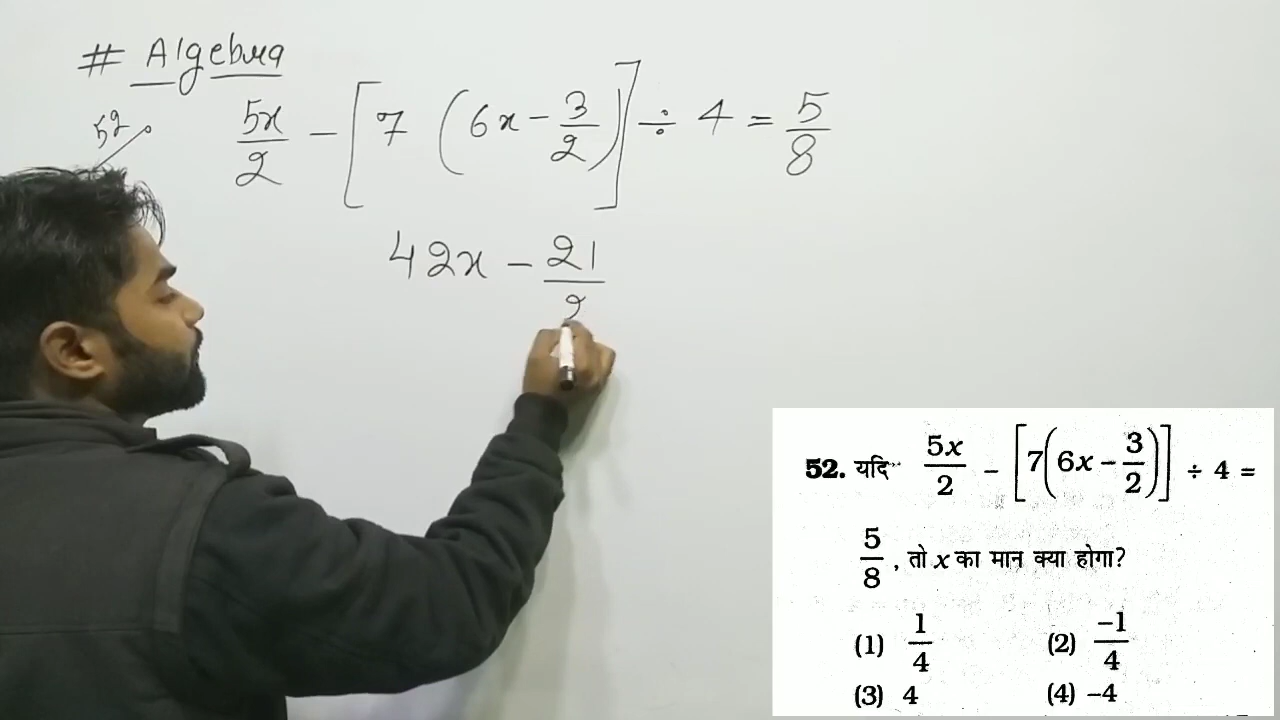 # Algebra
52. 5x/2 - [7 (6x - 3/2)] ÷ 4 = 5/8
42x - 21/2
52. यदि 5x/2 - [7(6x - 3/2)] ÷ 4 =
5/8, तो x का मान क्या होगा?
(1) 1/4 (2) -1/4
(3) 4 (4) -4